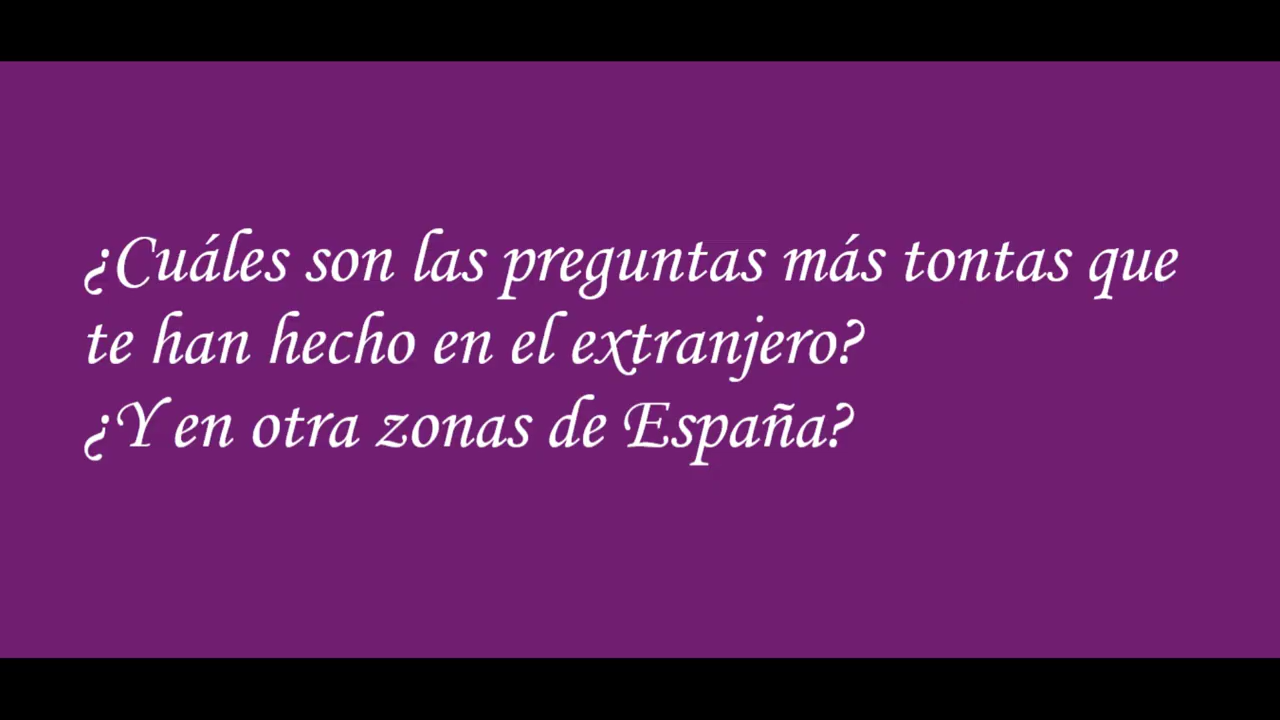 ¿Cuáles son las preguntas más tontas que
te han hecho en el extranjero?
¿Y en otra zonas de España?